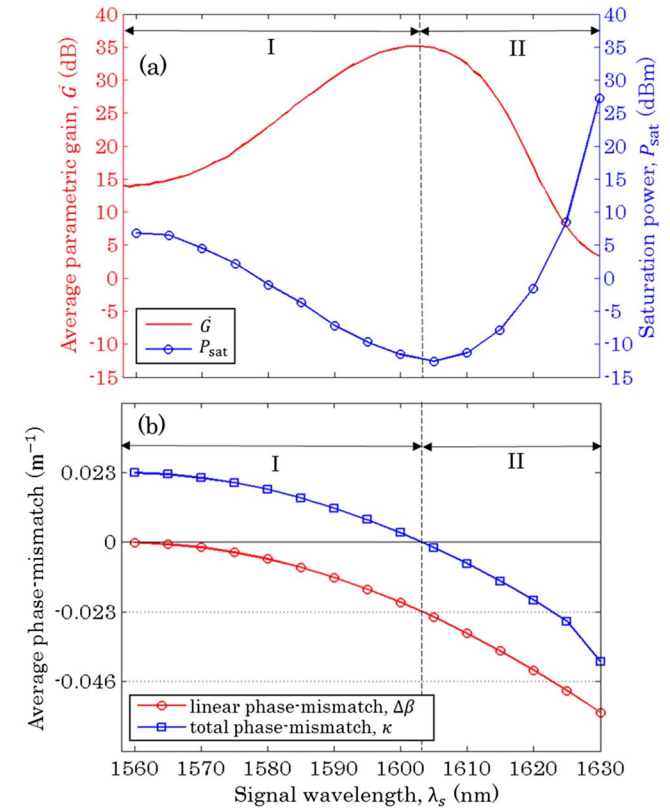 40
35
30
25
20
15
10
5
0
-5
-10
-15
Average parametric gain, Ġ (dB)
(a)
I
II
Ġ
P_sat
40
35
30
25
20
15
10
5
0
-5
-10
-15
Saturation power, P_sat (dBm)
(b)
I
II
0.023
0
-0.023
-0.046
Average phase-mismatch (m⁻¹)
linear phase-mismatch, Δβ
total phase-mismatch, κ
1560 1570 1580 1590 1600 1610 1620 1630
Signal wavelength, λ_s (nm)